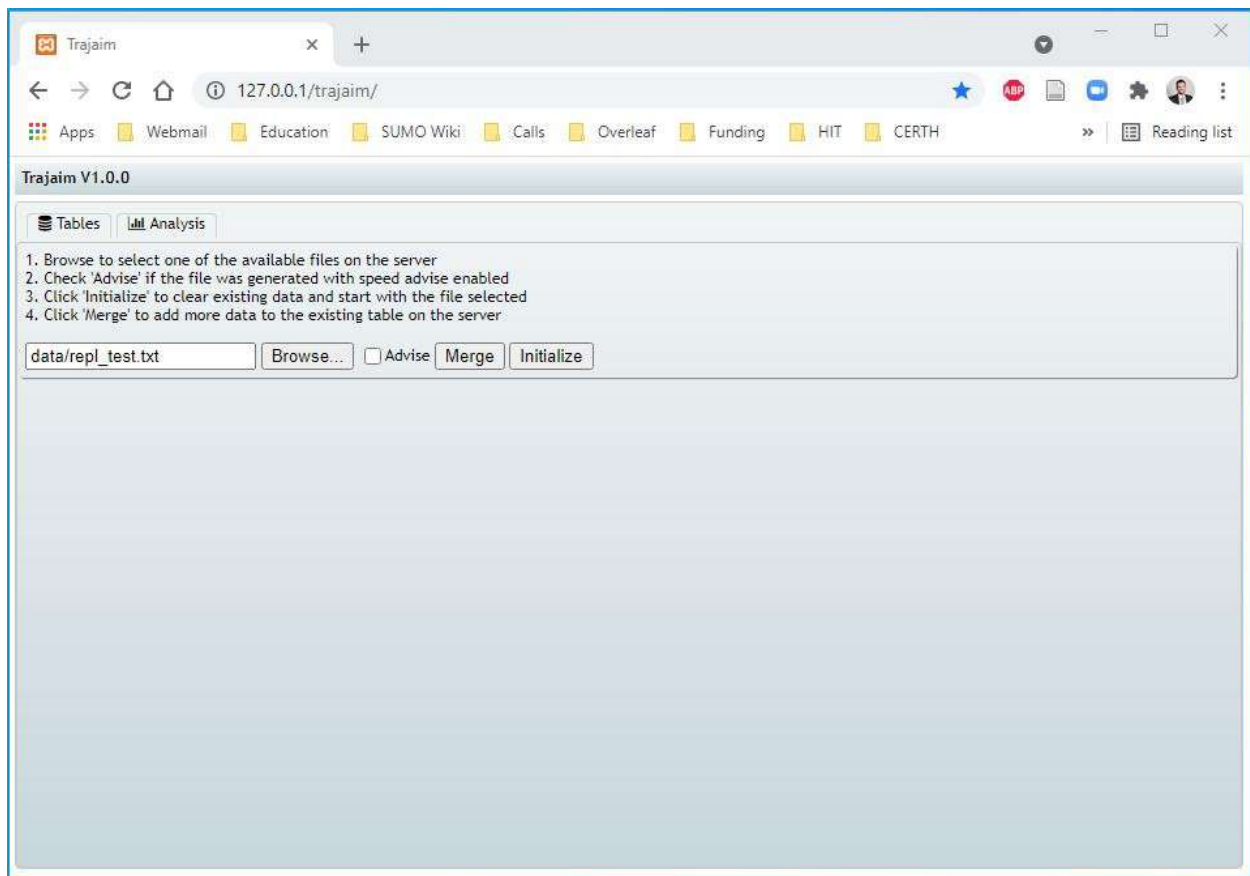 Trajaim
127.0.0.1/trajaim/
ABP
Apps Webmail Education SUMO Wiki Calls Overleaf Funding HIT CERTH » Reading list
Trajaim V1.0.0
Tables Analysis
1. Browse to select one of the available files on the server
2. Check 'Advise' if the file was generated with speed advise enabled
3. Click 'Initialize' to clear existing data and start with the file selected
4. Click 'Merge' to add more data to the existing table on the server
data/repl_test.txt Browse... Advise Merge Initialize